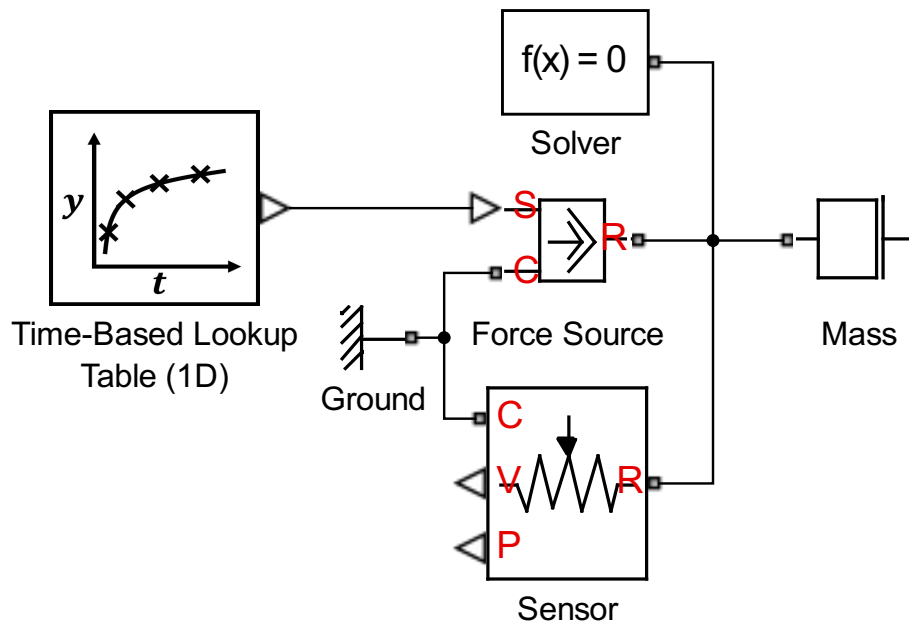 f(x) = 0
Solver
y
t
Time-Based Lookup
Table (1D)
S
R
C
Force Source
Mass
Ground
C
V
R
P
Sensor